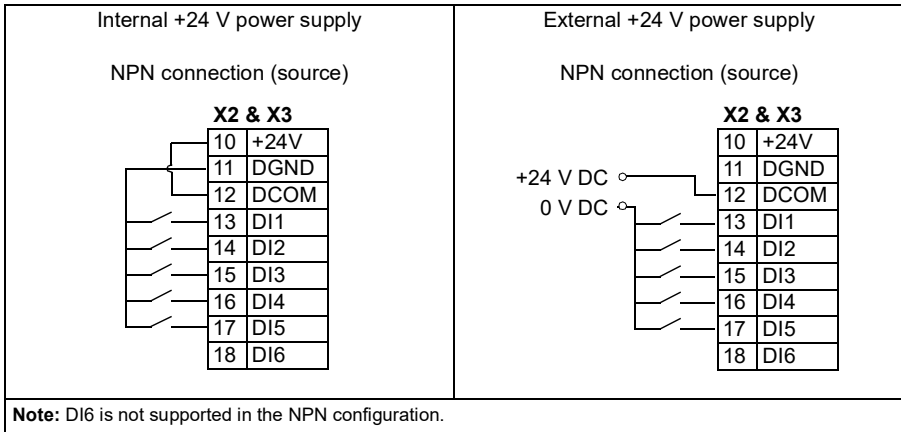 Internal +24 V power supply
NPN connection (source)
X2 & X3
10 +24V
11 DGND
12 DCOM
13 DI1
14 DI2
15 DI3
16 DI4
17 DI5
18 DI6
External +24 V power supply
NPN connection (source)
X2 & X3
10 +24V
11 DGND
+24 V DC
12 DCOM
0 V DC
13 DI1
14 DI2
15 DI3
16 DI4
17 DI5
18 DI6
Note: DI6 is not supported in the NPN configuration.